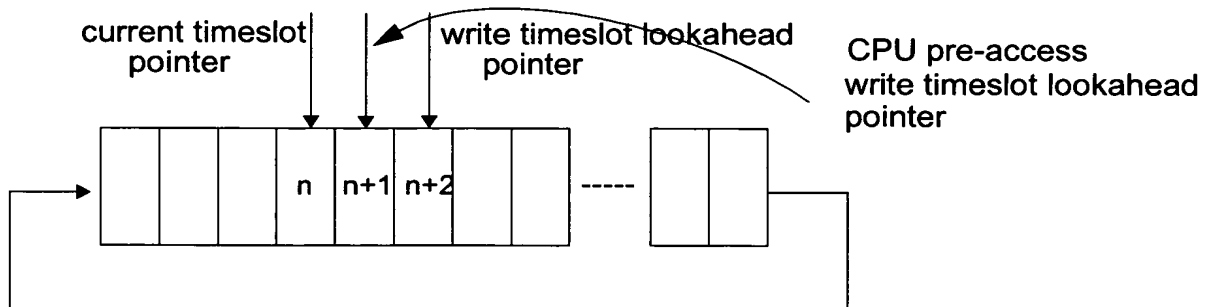 current timeslot
pointer
write timeslot lookahead
pointer
CPU pre-access
write timeslot lookahead
pointer
n
n+1
n+2